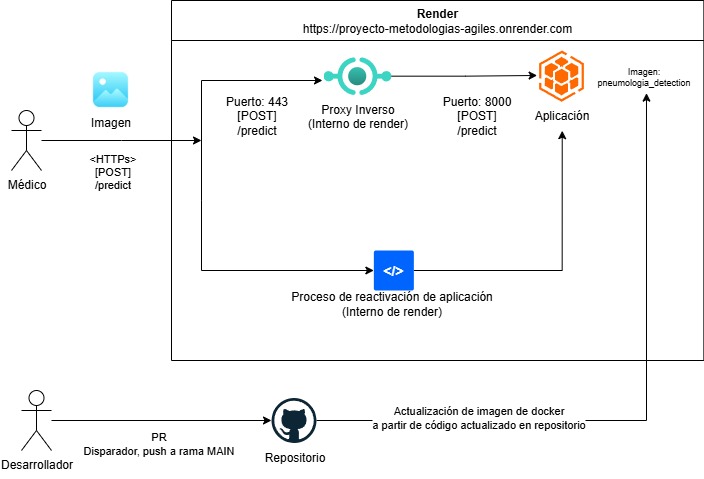 Render
https://proyecto-metodologias-agiles.onrender.com
Imagen:
pneumologia_detection
Puerto: 443
[POST]
/predict
Proxy Inverso
(Interno de render)
Puerto: 8000
[POST]
/predict
Aplicación
Imagen
<HTTPs>
[POST]
/predict
Médico
</>
Proceso de reactivación de aplicación
(Interno de render)
Desarrollador
PR
Disparador, push a rama MAIN
Repositorio
Actualización de imagen de docker
a partir de código actualizado en repositorio